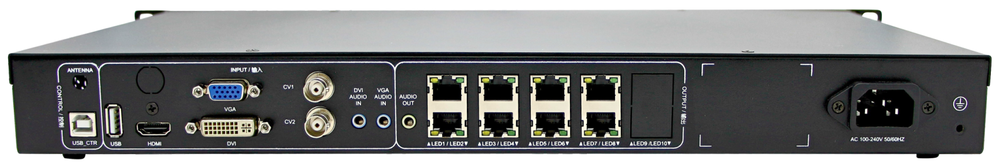 ANTENNA
CONTROL / 控制
USB_CTR
INPUT / 输入
VGA
CV1
CV2
USB
HDMI
DVI
DVI
AUDIO
IN
VGA
AUDIO
IN
AUDIO
OUT
▲LED1 / LED2▼
▲LED3 / LED4▼
▲LED5 / LED6▼
▲LED7 / LED8▼
▲LED9 /LED10▼
OUTPUT / 输出
AC 100-240V 50/60HZ